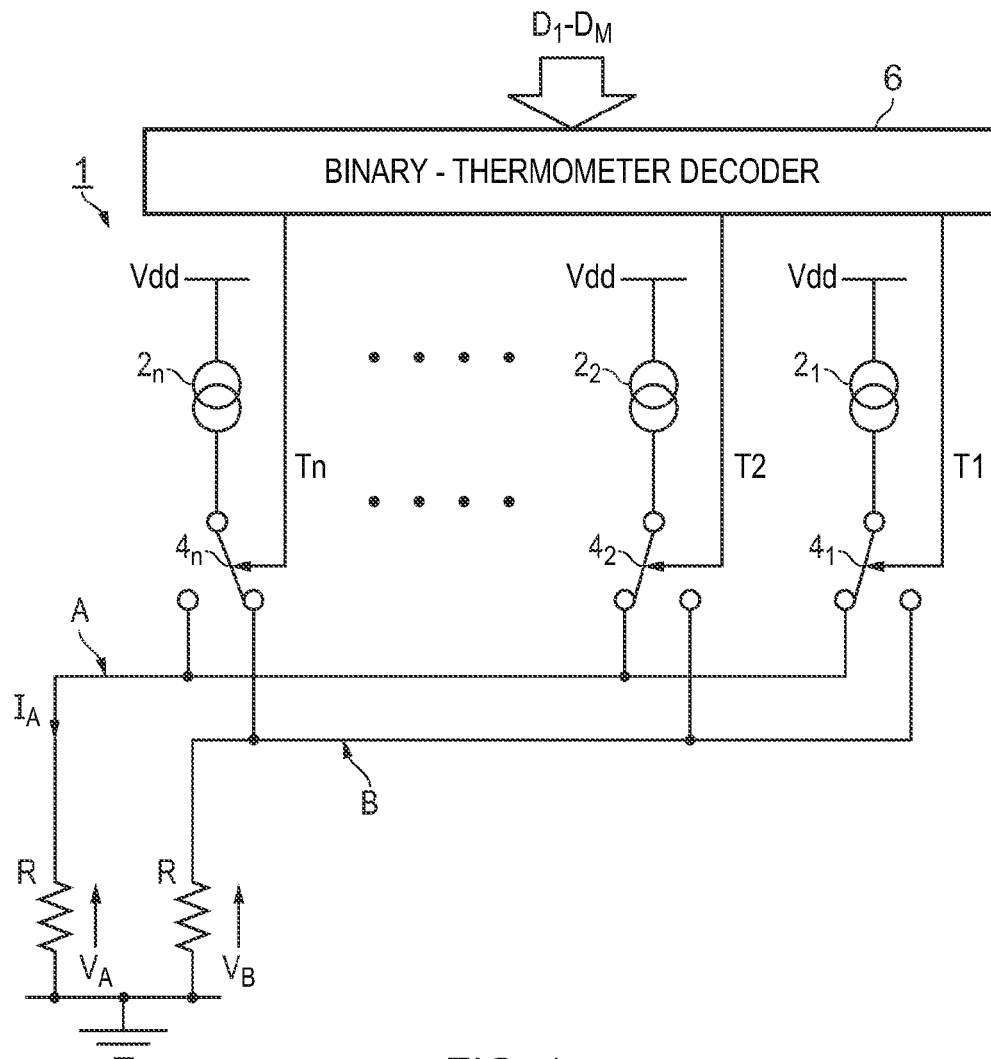 D1-DM
6
BINARY - THERMOMETER DECODER
1
Vdd
Vdd
Vdd
2n
22
21
Tn
T2
T1
4n
42
41
A
IA
B
R
R
VA
VB